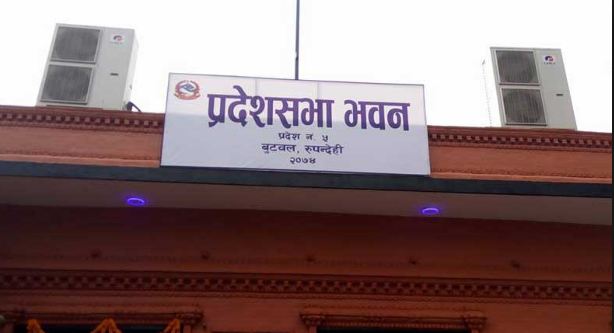 प्रदेशसभा भवन
प्रदेश न. ५
बुटवल, रुपन्देही
२०७४